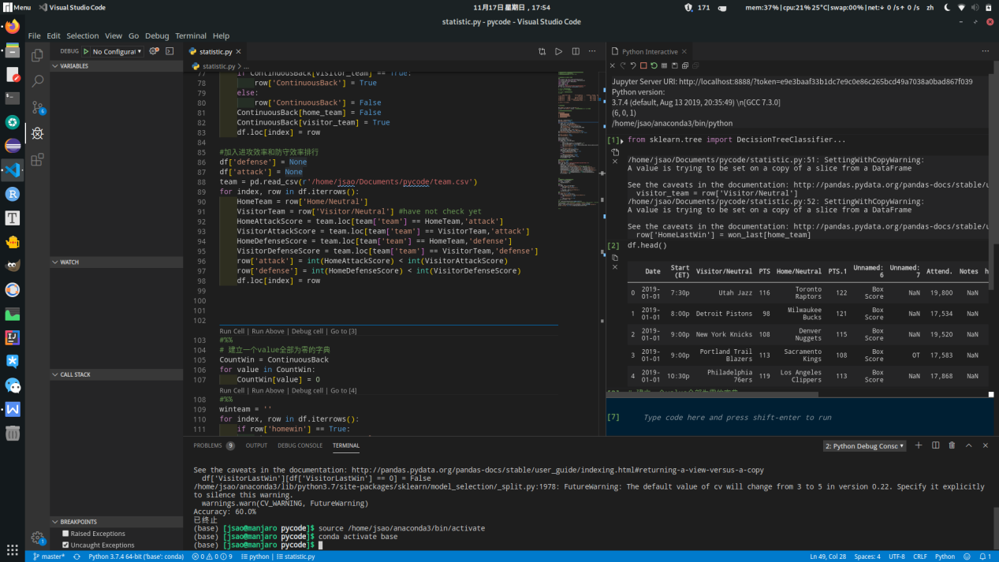 Menu Visual Studio Code 11月17日 星期日，17:54 171 mem:37% | cpu:21% 25°C | swap:00% | net:↓ 0 /s↑ 0 /s zh
statistic.py - pycode - Visual Studio Code
File Edit Selection View Go Debug Terminal Help
DEBUG No Configurat
VARIABLES
WATCH
CALL STACK
BREAKPOINTS
Raised Exceptions
Uncaught Exceptions
statistic.py
statistic.py > ...
77 if ContinuousBack[visitor_team] == True:
78 row['ContinuousBack'] = True
79 else:
80 row['ContinuousBack'] = False
81 ContinuousBack[home_team] = False
82 ContinuousBack[visitor_team] = True
83 df.loc[index] = row
84
85 #加入进攻效率和防守效率排行
86 df['defense'] = None
87 df['attack'] = None
88 team = pd.read_csv(r'/home/jsao/Documents/pycode/team.csv')
89 for index, row in df.iterrows():
90 HomeTeam = row['Home/Neutral']
91 VisitorTeam = row['Visitor/Neutral'] #have not check yet
92 HomeAttackScore = team.loc[team['team'] == HomeTeam,'attack']
93 VisitorAttackScore = team.loc[team['team'] == VisitorTeam,'attack']
94 HomeDefenseScore = team.loc[team['team'] == HomeTeam,'defense']
95 VisitorDefenseScore = team.loc[team['team'] == VisitorTeam,'defense']
96 row['attack'] = int(HomeAttackScore) < int(VisitorAttackScore)
97 row['defense'] = int(HomeDefenseScore) < int(VisitorDefenseScore)
98 df.loc[index] = row
99
100
101
102
Run Cell | Run Above | Debug cell | Go to [3]
103 #%%
104 # 建立一个value全部为零的字典
105 CountWin = ContinuousBack
106 for value in CountWin:
107 CountWin[value] = 0
Run Cell | Run Above | Debug cell | Go to [4]
108 #%%
109 winteam = ''
110 for index, row in df.iterrows():
111 if row['homewin'] == True:
Python Interactive
Jupyter Server URI: http://localhost:8888/?token=e9e3baaf33b1dc7e9c0e86c265bcd49a7038a0bad867f039
Python version:
3.7.4 (default, Aug 13 2019, 20:35:49) \n[GCC 7.3.0]
(6, 0, 1)
/home/jsao/anaconda3/bin/python
[1] from sklearn.tree import DecisionTreeClassifier...
/home/jsao/Documents/pycode/statistic.py:51: SettingWithCopyWarning:
A value is trying to be set on a copy of a slice from a DataFrame
See the caveats in the documentation: http://pandas.pydata.org/pandas-docs/stable/u
visitor_team = row['Visitor/Neutral']
/home/jsao/Documents/pycode/statistic.py:52: SettingWithCopyWarning:
A value is trying to be set on a copy of a slice from a DataFrame
See the caveats in the documentation: http://pandas.pydata.org/pandas-docs/stable/u
row['HomeLastWin'] = won_last[home_team]
[2] df.head()
Date Start (ET) Visitor/Neutral PTS Home/Neutral PTS.1 Unnamed: 6 Unnamed: 7 Attend. Notes h
0 2019-01-01 7:30p Utah Jazz 116 Toronto Raptors 122 Box Score NaN 19,800 NaN
1 2019-01-01 8:00p Detroit Pistons 98 Milwaukee Bucks 121 Box Score NaN 17,534 NaN
2 2019-01-01 9:00p New York Knicks 108 Denver Nuggets 115 Box Score NaN 19,520 NaN
3 2019-01-01 9:00p Portland Trail Blazers 113 Sacramento Kings 108 Box Score OT 17,583 NaN
4 2019-01-01 10:30p Philadelphia 76ers 119 Los Angeles Clippers 113 Box Score NaN 17,868 NaN
[7] Type code here and press shift-enter to run
PROBLEMS 9 OUTPUT DEBUG CONSOLE TERMINAL 2: Python Debug Consc
See the caveats in the documentation: http://pandas.pydata.org/pandas-docs/stable/user_guide/indexing.html#returning-a-view-versus-a-copy
df['VisitorLastWin'][df['VisitorLastWin'] == 0] = False
/home/jsao/anaconda3/lib/python3.7/site-packages/sklearn/model_selection/_split.py:1978: FutureWarning: The default value of cv will change from 3 to 5 in version 0.22. Specify it explicitly
to silence this warning.
warnings.warn(CV_WARNING, FutureWarning)
Accuracy: 60.0%
已终止
(base) [jsao@manjaro pycode]$ source /home/jsao/anaconda3/bin/activate
(base) [jsao@manjaro pycode]$ conda activate base
(base) [jsao@manjaro pycode]$
master* Python 3.7.4 64-bit ('base': conda) 0 0 9 python | statistic.py Ln 49, Col 28 Spaces: 4 UTF-8 CRLF Python 1